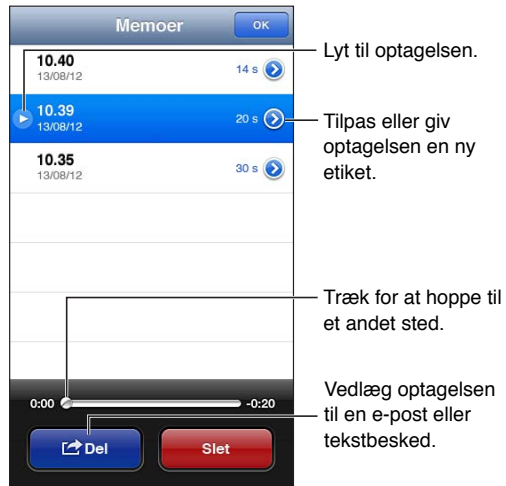 Memoer
OK
10.40
13/08/12
14 s
Lyt til optagelsen.
10.39
13/08/12
20 s
Tilpas eller giv
optagelsen en ny
etiket.
10.35
13/08/12
30 s
Træk for at hoppe til
et andet sted.
0:00
-0:20
Vedlæg optagelsen
til en e-post eller
tekstbesked.
Del
Slet